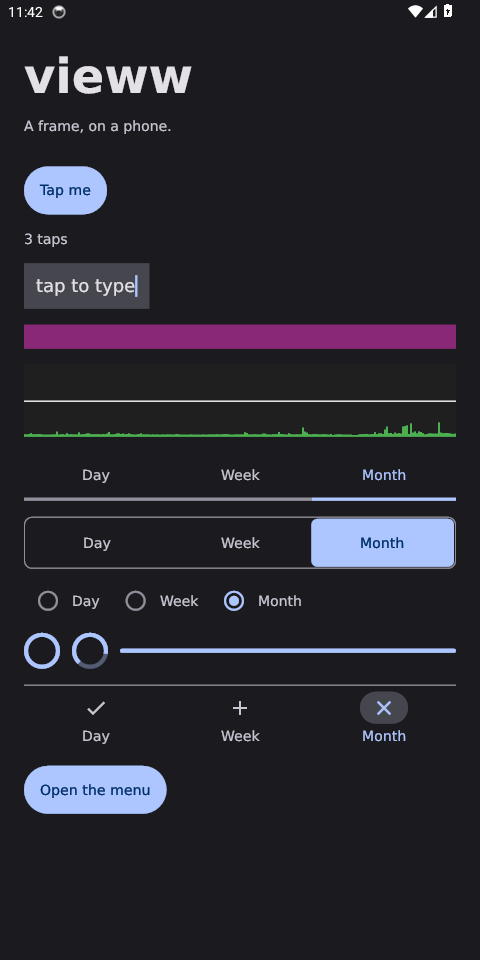 11:42
vieww
A frame, on a phone.
Tap me
3 taps
tap to type
Day Week Month
Day Week Month
Day Week Month
Day Week Month
Open the menu